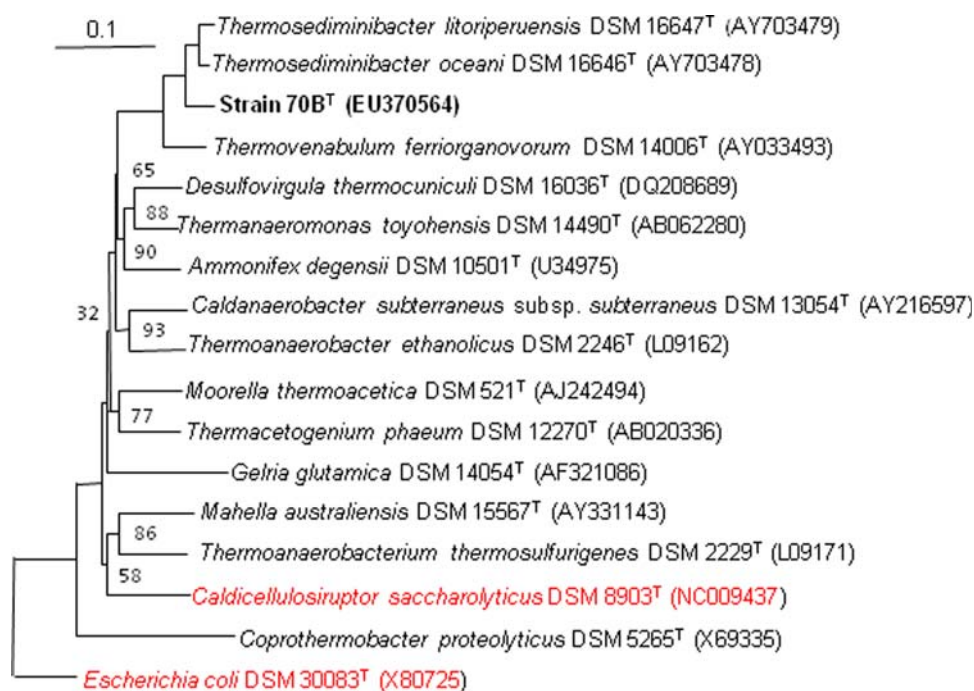 0.1
Thermosediminibacter litoriperuensis DSM 16647ᵀ (AY703479)
Thermosediminibacter oceani DSM 16646ᵀ (AY703478)
Strain 70Bᵀ (EU370564)
Thermovenabulum ferriorganovorum DSM 14006ᵀ (AY033493)
65
Desulfovirgula thermocuniculi DSM 16036ᵀ (DQ208689)
88
Thermanaeromonas toyohensis DSM 14490ᵀ (AB062280)
90
Ammonifex degensii DSM 10501ᵀ (U34975)
32
Caldanaerobacter subterraneus subsp. subterraneus DSM 13054ᵀ (AY216597)
93
Thermoanaerobacter ethanolicus DSM 2246ᵀ (L09162)
Moorella thermoacetica DSM 521ᵀ (AJ242494)
77
Thermacetogenium phaeum DSM 12270ᵀ (AB020336)
Gelria glutamica DSM 14054ᵀ (AF321086)
Mahella australiensis DSM 15567ᵀ (AY331143)
86
Thermoanaerobacterium thermosulfurigenes DSM 2229ᵀ (L09171)
58
Caldicellulosiruptor saccharolyticus DSM 8903ᵀ (NC009437)
Coprothermobacter proteolyticus DSM 5265ᵀ (X69335)
Escherichia coli DSM 30083ᵀ (X80725)